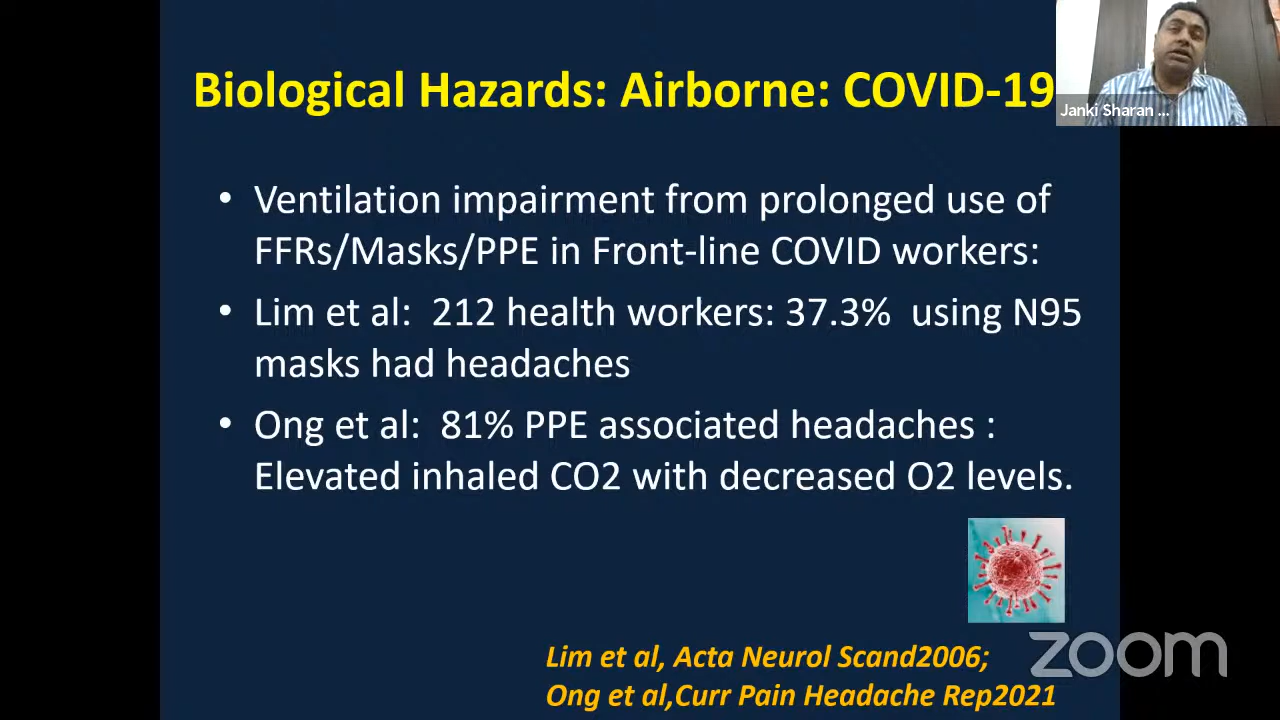 Biological Hazards: Airborne: COVID-19
Janki Sharan ...
• Ventilation impairment from prolonged use of
FFRs/Masks/PPE in Front-line COVID workers:
• Lim et al: 212 health workers: 37.3% using N95
masks had headaches
• Ong et al: 81% PPE associated headaches :
Elevated inhaled CO2 with decreased O2 levels.
zoom
Lim et al, Acta Neurol Scand2006;
Ong et al,Curr Pain Headache Rep2021